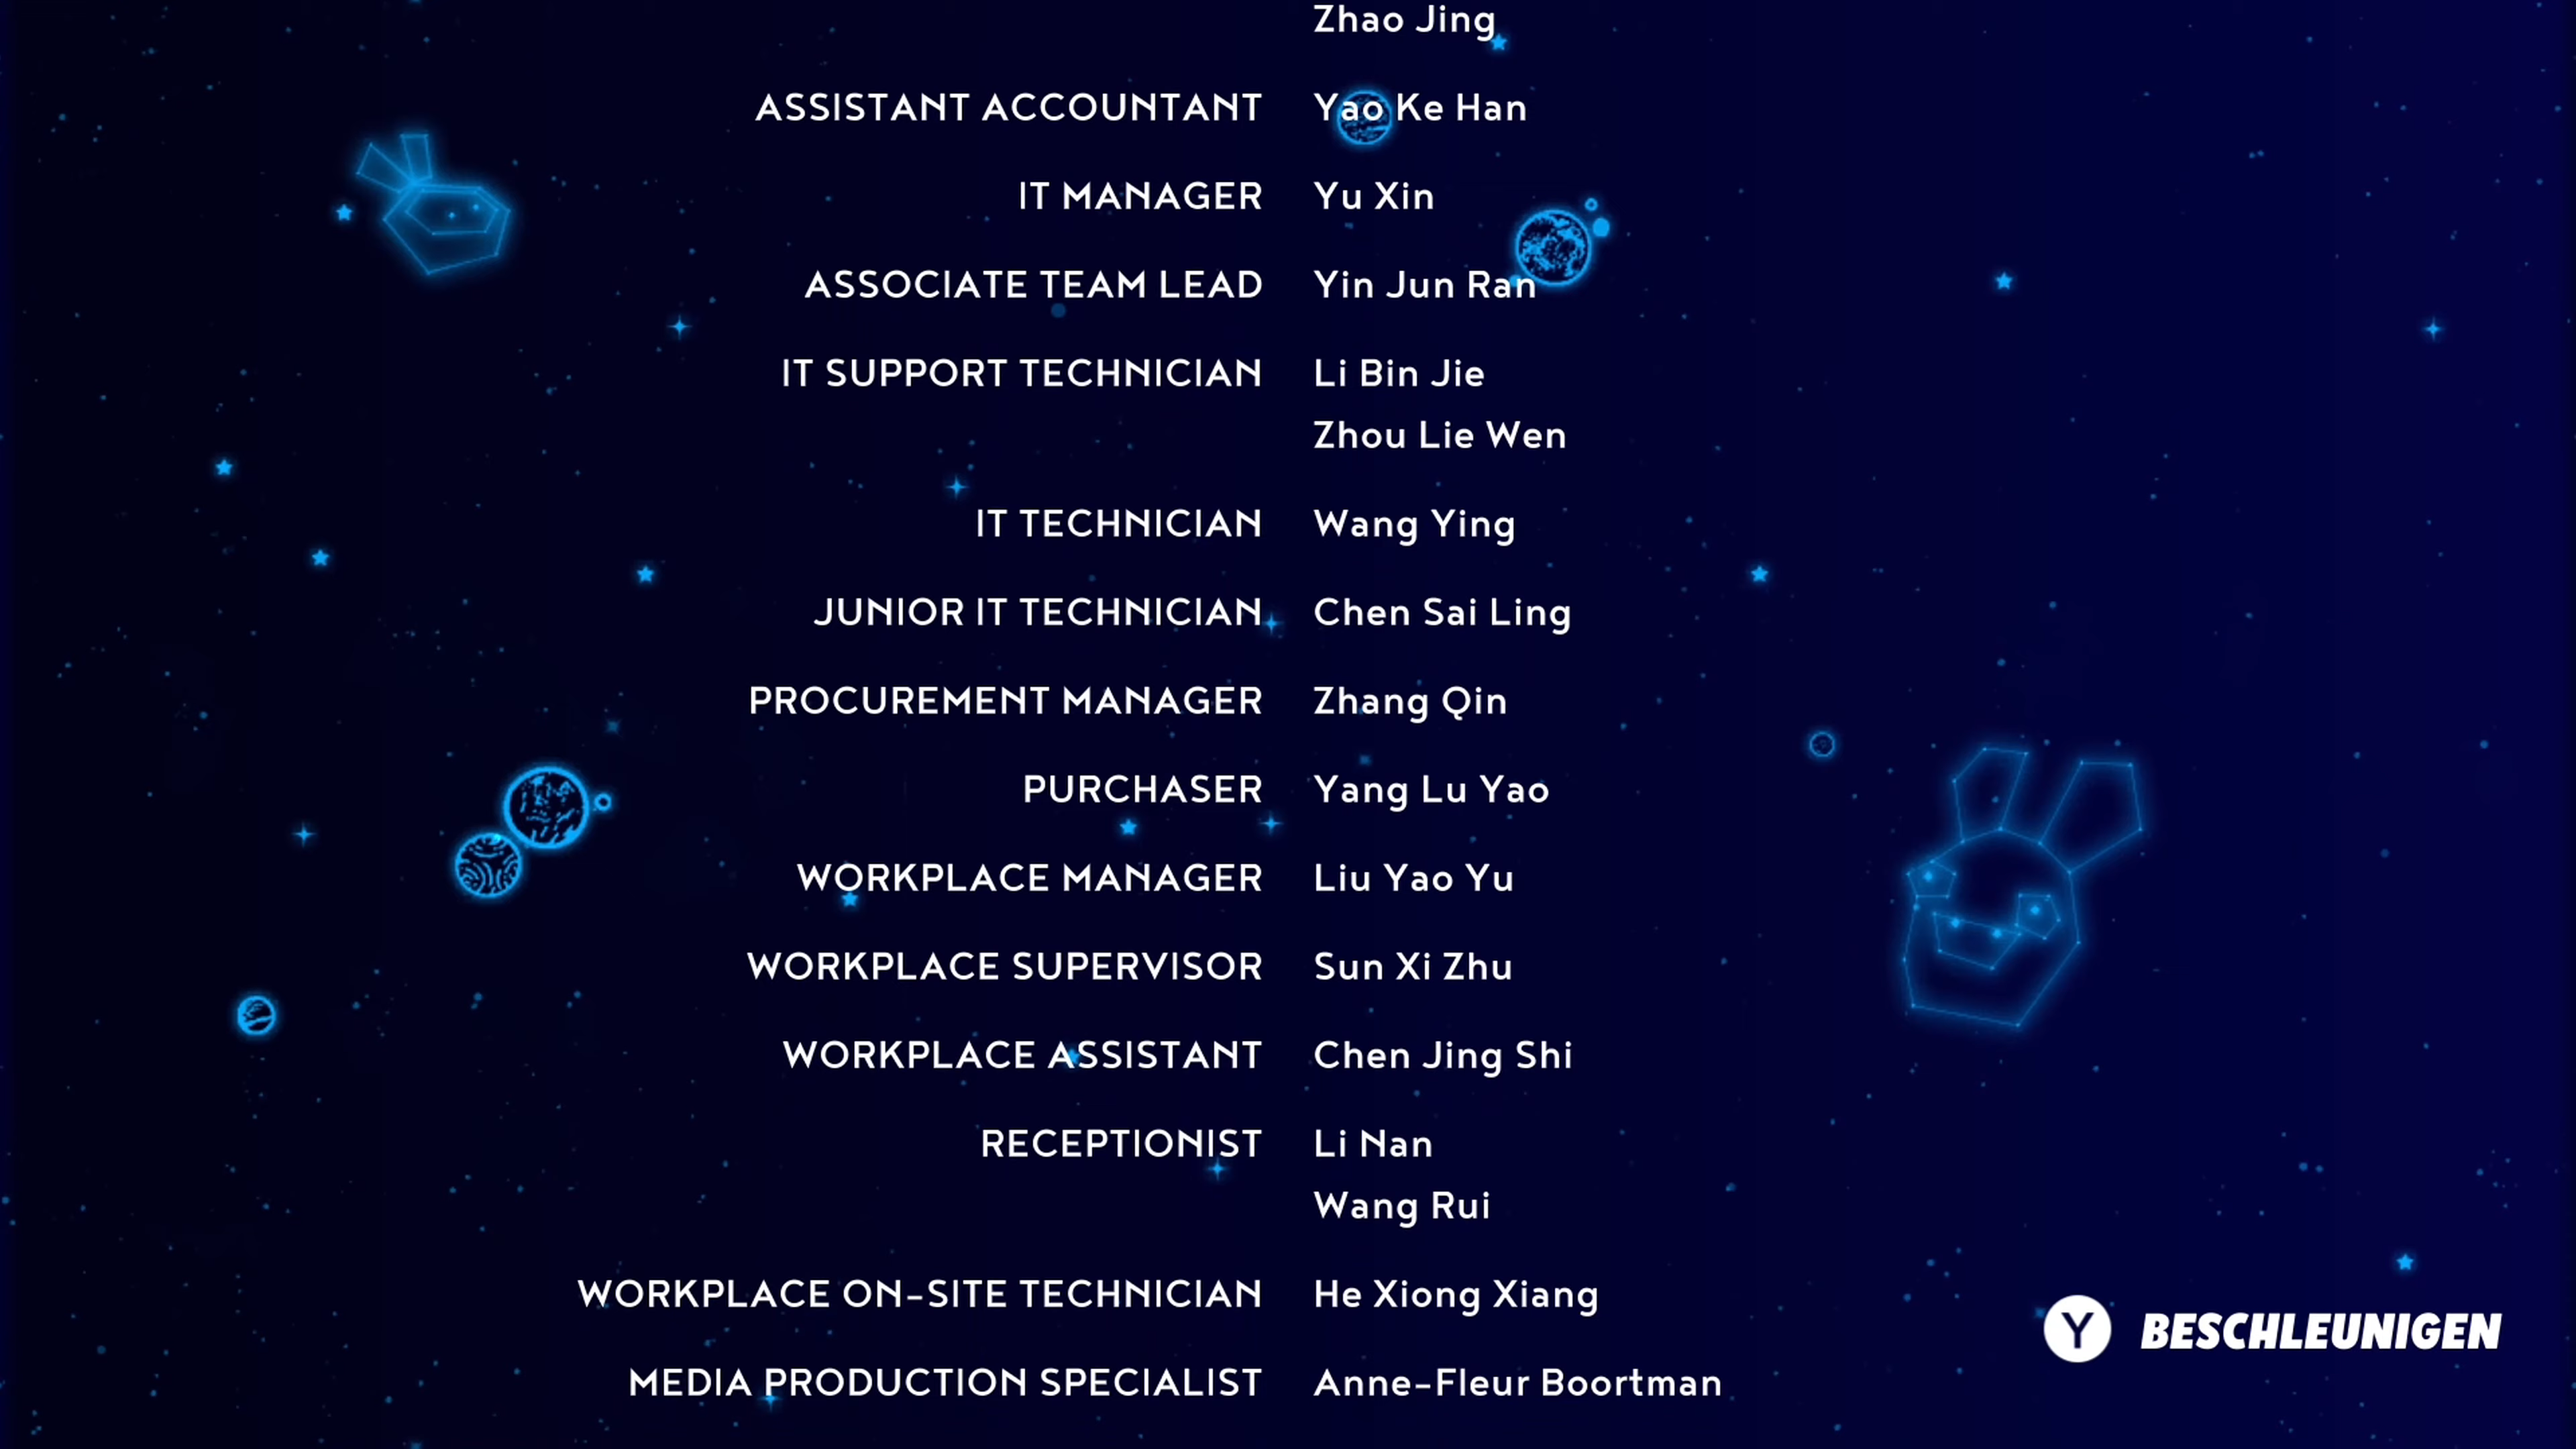 Zhao Jing
ASSISTANT ACCOUNTANT Yao Ke Han
IT MANAGER Yu Xin
ASSOCIATE TEAM LEAD Yin Jun Ran
IT SUPPORT TECHNICIAN Li Bin Jie
Zhou Lie Wen
IT TECHNICIAN Wang Ying
JUNIOR IT TECHNICIAN Chen Sai Ling
PROCUREMENT MANAGER Zhang Qin
PURCHASER Yang Lu Yao
WORKPLACE MANAGER Liu Yao Yu
WORKPLACE SUPERVISOR Sun Xi Zhu
WORKPLACE ASSISTANT Chen Jing Shi
RECEPTIONIST Li Nan
Wang Rui
WORKPLACE ON-SITE TECHNICIAN He Xiong Xiang
Y BESCHLEUNIGEN
MEDIA PRODUCTION SPECIALIST Anne-Fleur Boortman